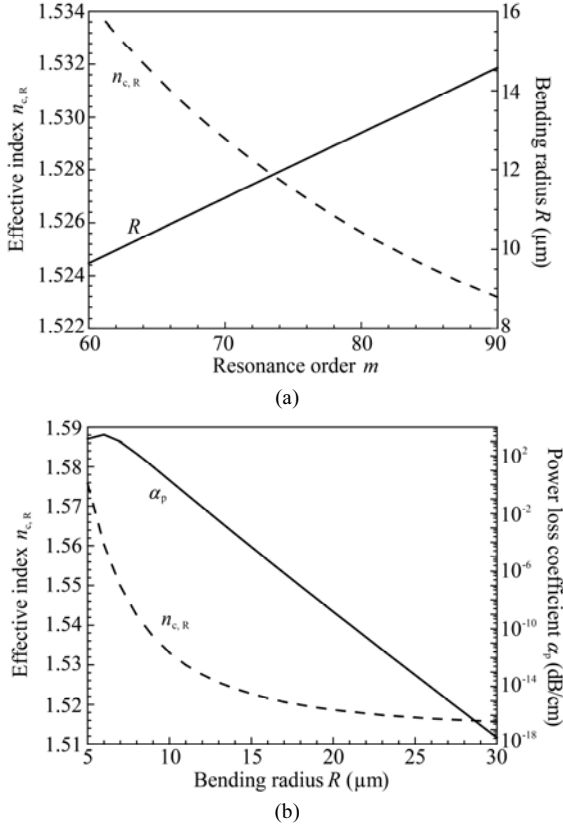 1.534
1.532
1.530
1.528
1.526
1.524
1.522
Effective index n_c, R
16
14
12
10
8
Bending radius R (µm)
n_c, R
R
60 70 80 90
Resonance order m
(a)
1.59
1.58
1.57
1.56
1.55
1.54
1.53
1.52
1.51
Effective index n_c, R
10^2
10^-2
10^-6
10^-10
10^-14
10^-18
Power loss coefficient α_p (dB/cm)
α_p
n_c, R
5 10 15 20 25 30
Bending radius R (µm)
(b)